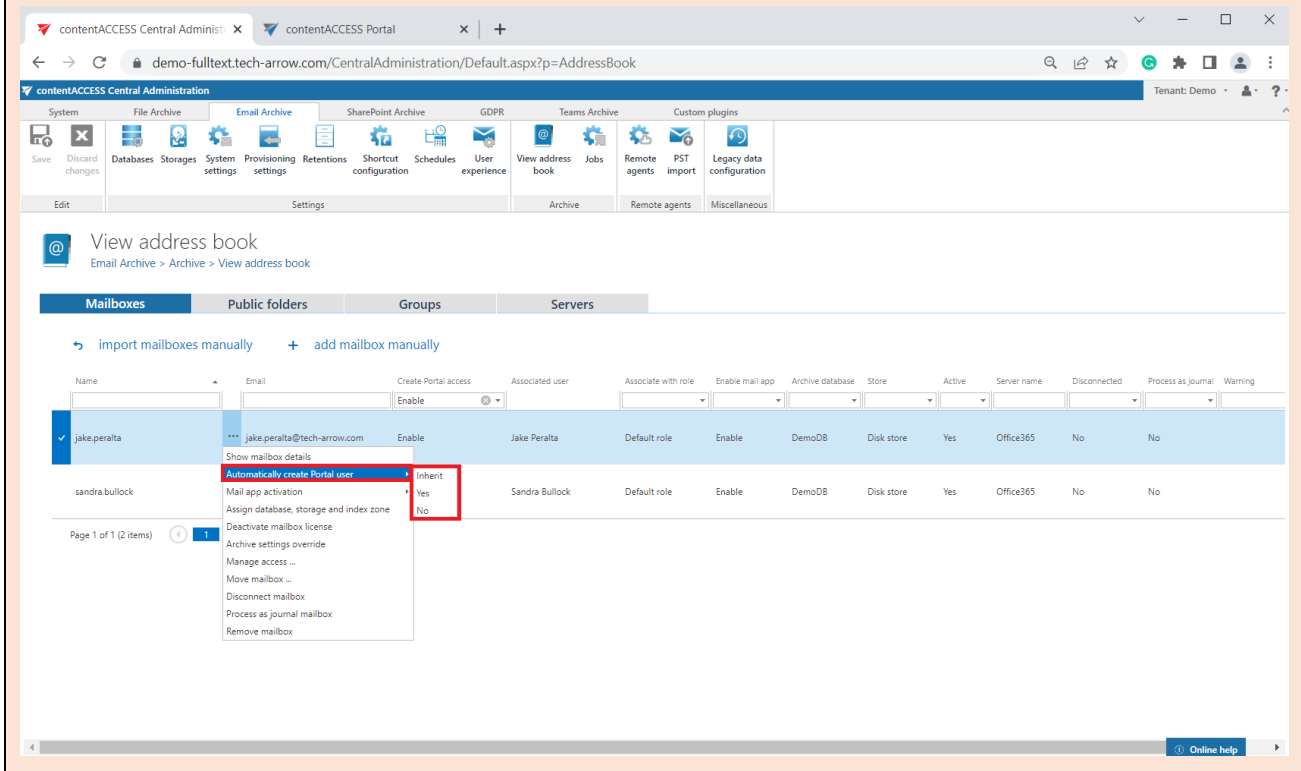 contentACCESS Central Administ
contentACCESS Portal
demo-fulltext.tech-arrow.com/CentralAdministration/Default.aspx?p=AddressBook
contentACCESS Central Administration
Tenant: Demo
System File Archive Email Archive SharePoint Archive GDPR Teams Archive Custom plugins
Save Discard changes Databases Storages System settings Provisioning settings Retentions Shortcut configuration Schedules User experience View address book Jobs Remote agents PST import Legacy data configuration
Edit Settings Archive Remote agents Miscellaneous
View address book
Email Archive > Archive > View address book
Mailboxes Public folders Groups Servers
import mailboxes manually + add mailbox manually
Name Email Create Portal access Associated user Associate with role Enable mail app Archive database Store Active Server name Disconnected Process as journal Warning
Enable
jake.peralta ... jake.peralta@tech-arrow.com Enable Jake Peralta Default role Enable DemoDB Disk store Yes Office365 No No
Show mailbox details
Automatically create Portal user
Inherit
Yes
No
sandra.bullock Sandra Bullock Default role Enable DemoDB Disk store Yes Office365 No No
Mail app activation
Assign database, storage and index zone
Deactivate mailbox license
Archive settings override
Manage access ...
Move mailbox ...
Disconnect mailbox
Process as journal mailbox
Remove mailbox
Page 1 of 1 (2 items) 1
Online help